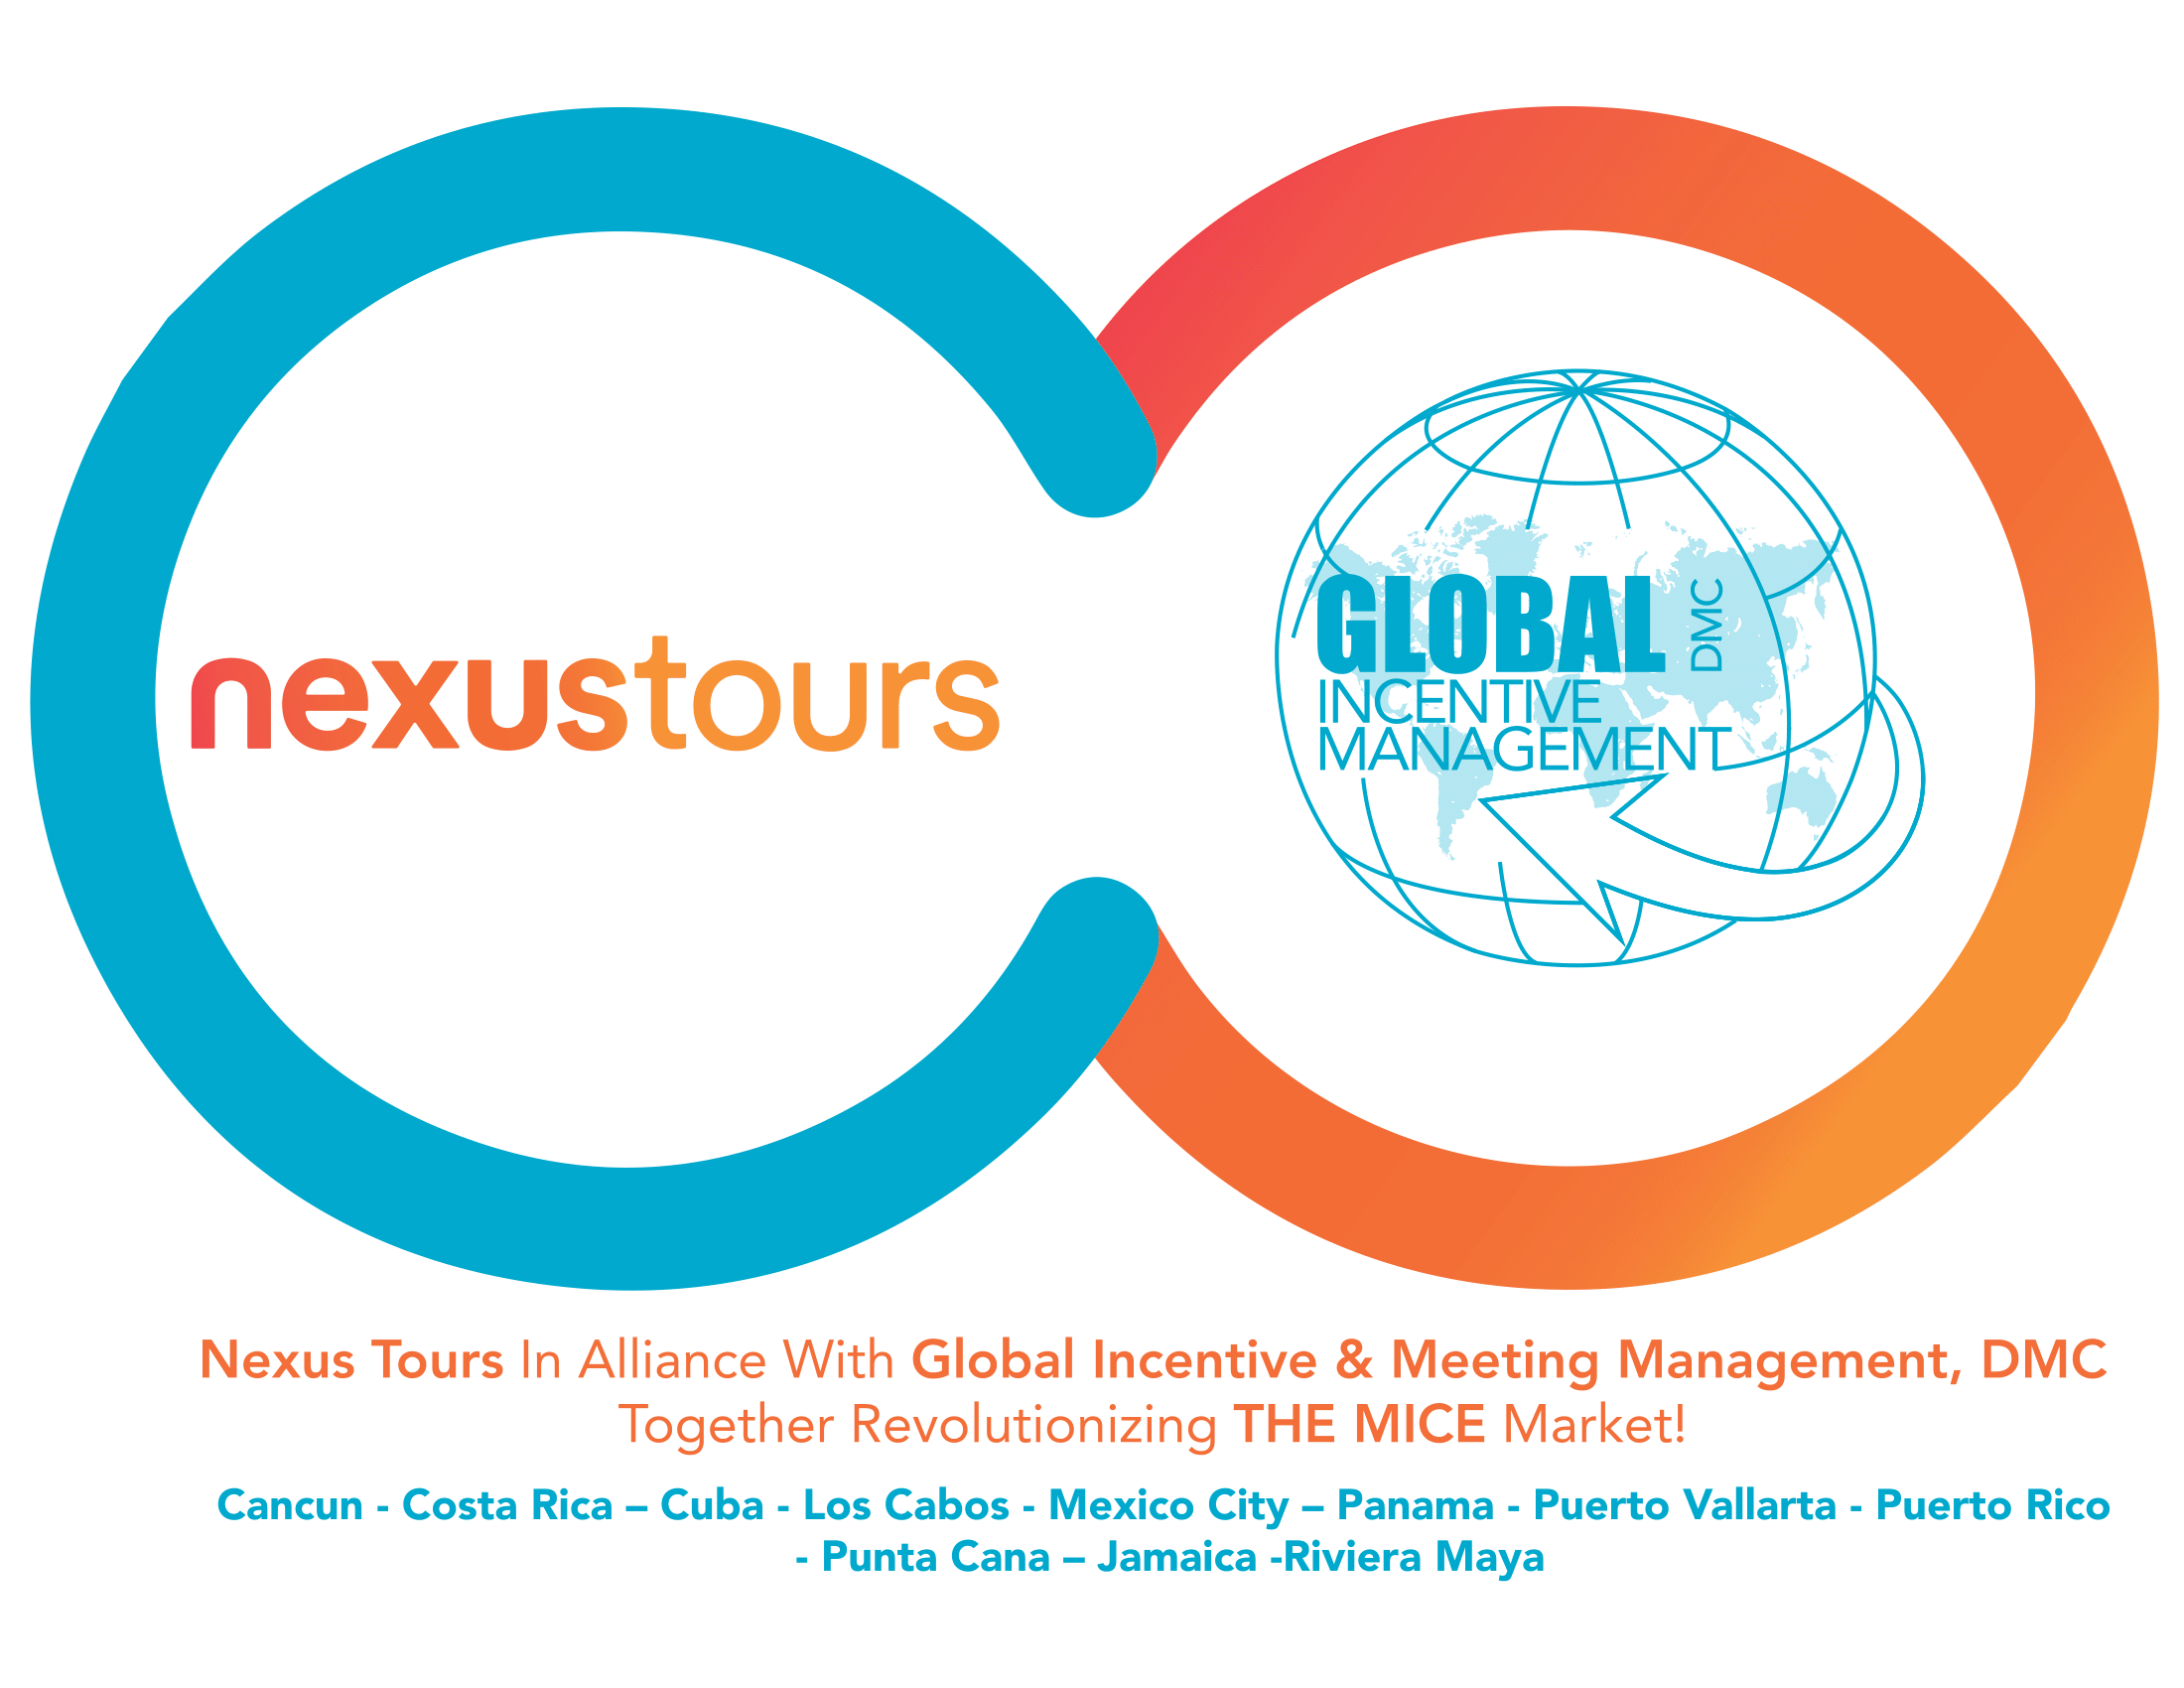 nexustours
GLOBAL DMC
INCENTIVE
MANAGEMENT
Nexus Tours In Alliance With Global Incentive & Meeting Management, DMC
Together Revolutionizing THE MICE Market!
Cancun - Costa Rica – Cuba - Los Cabos - Mexico City – Panama - Puerto Vallarta - Puerto Rico
- Punta Cana – Jamaica -Riviera Maya